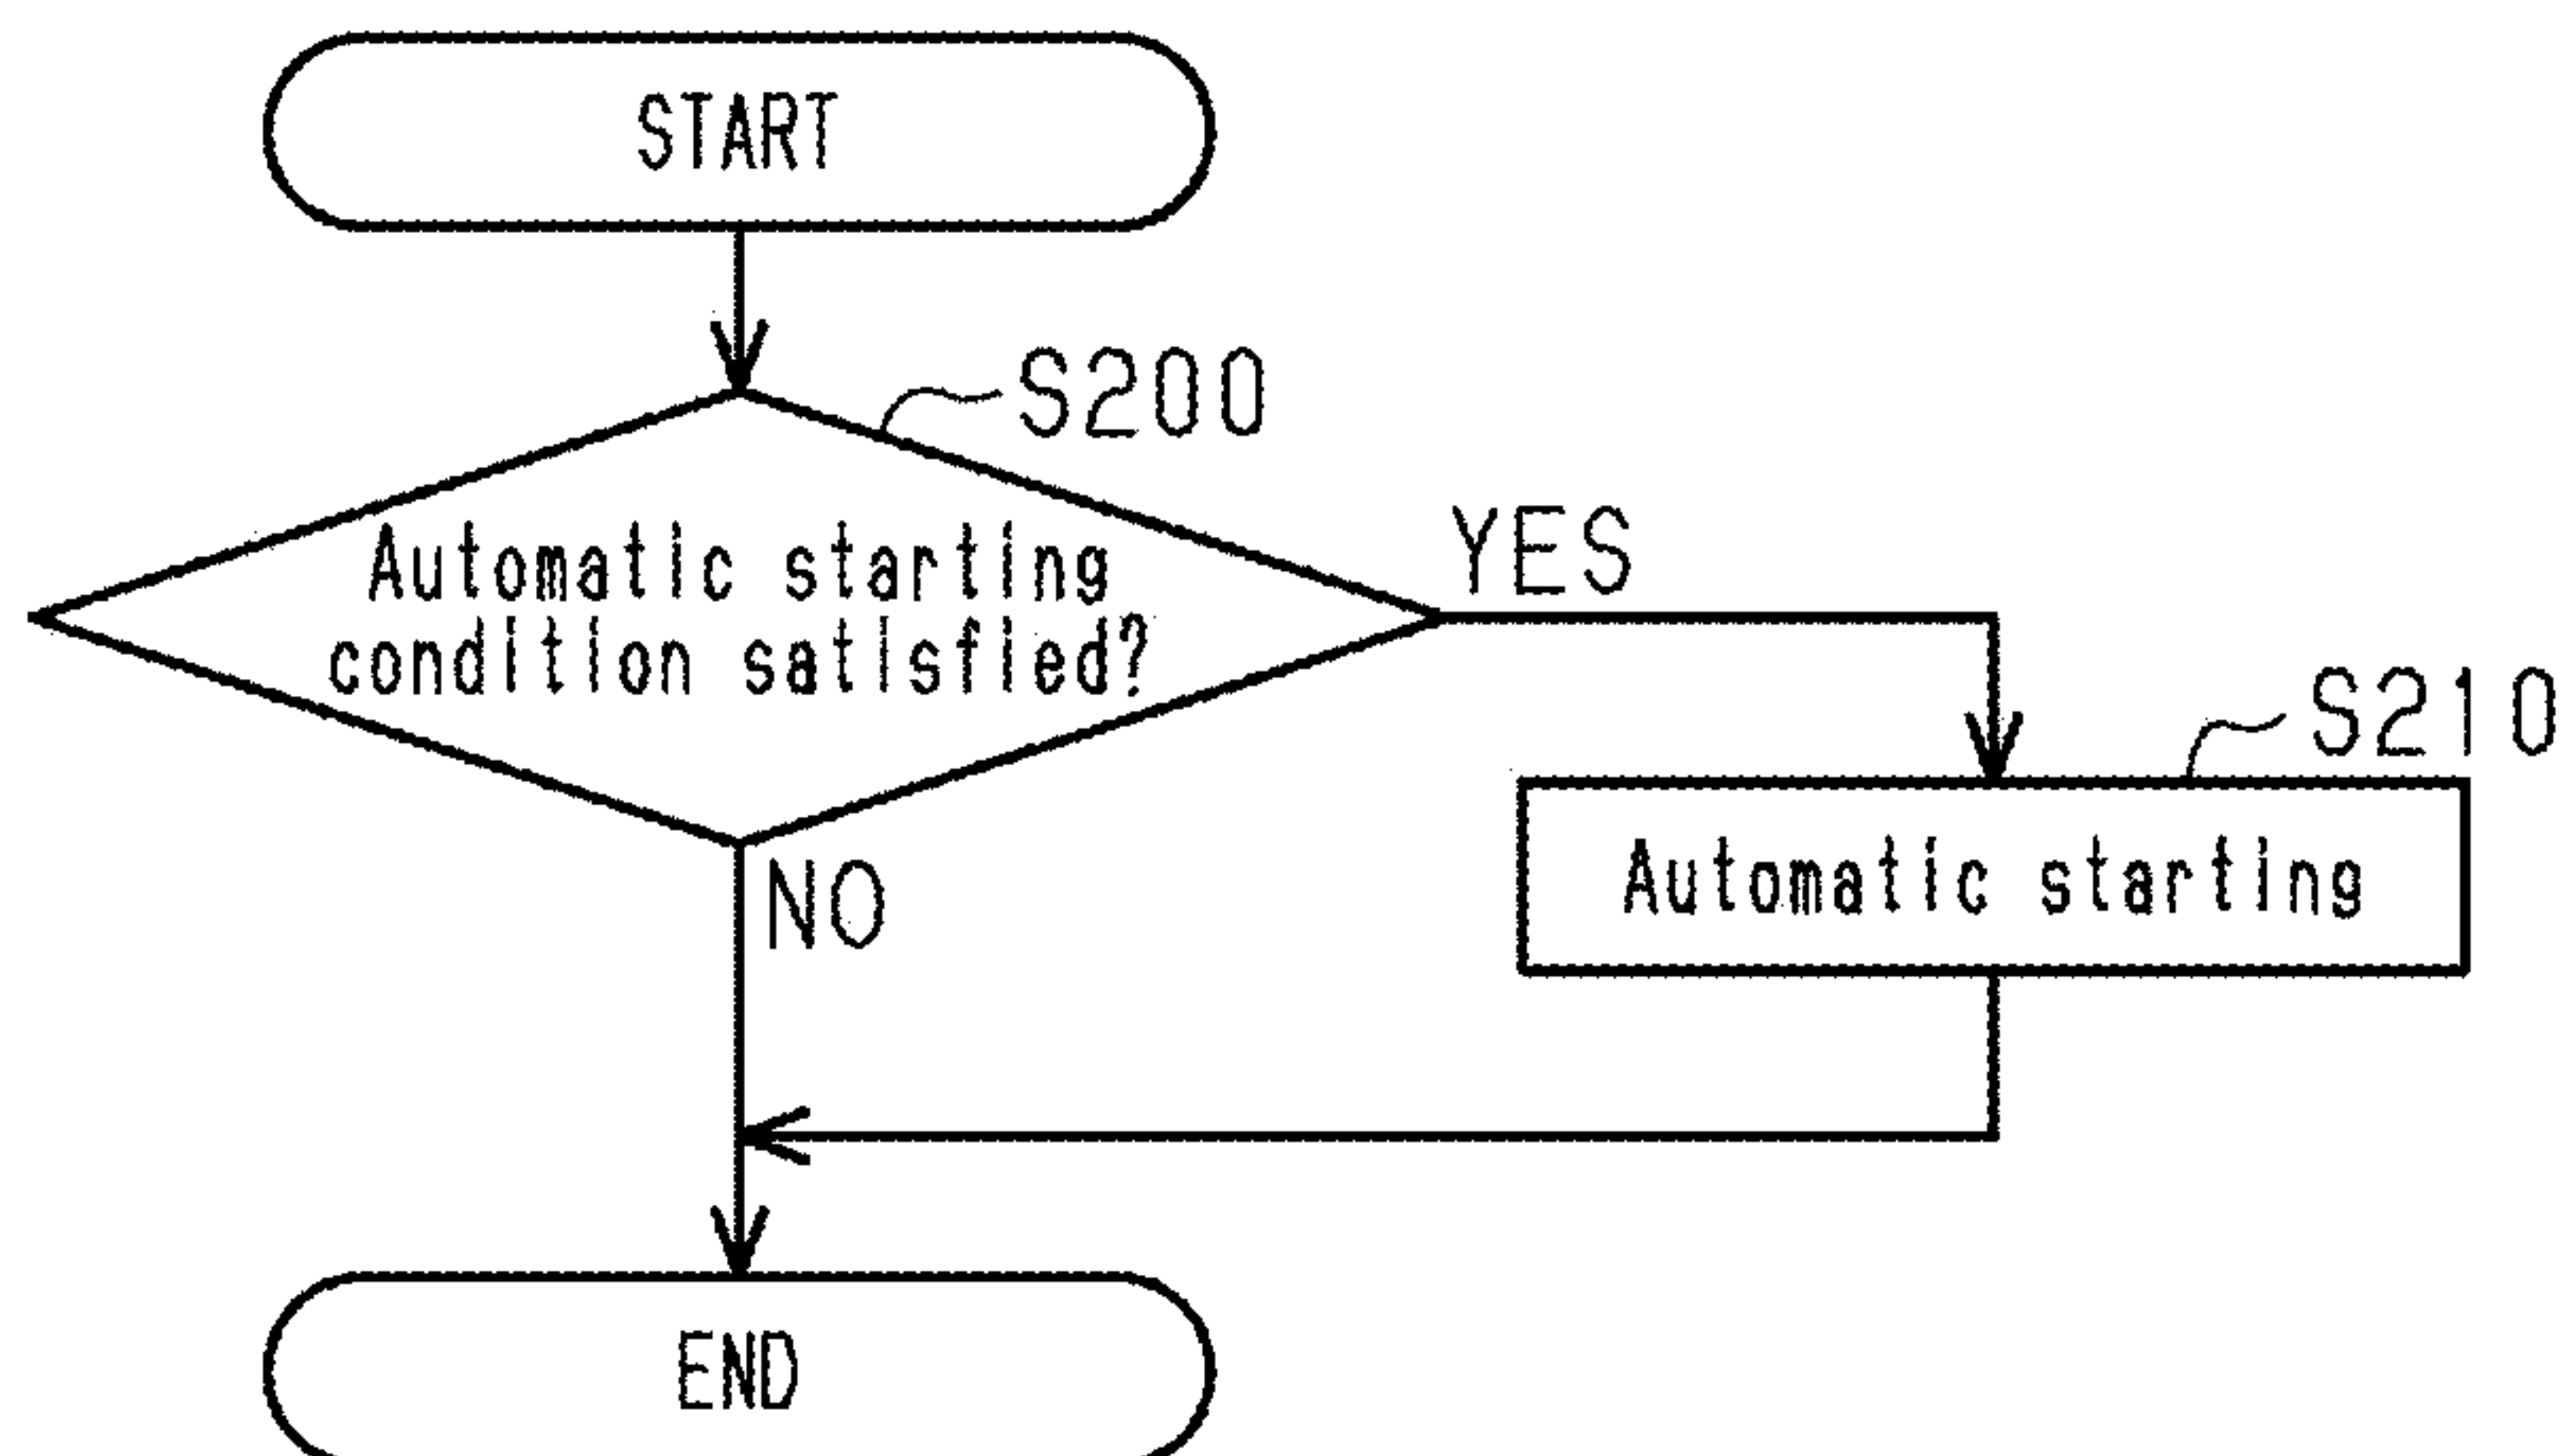 START
S200
Automatic starting
condition satisfied?
YES
S210
Automatic starting
NO
END